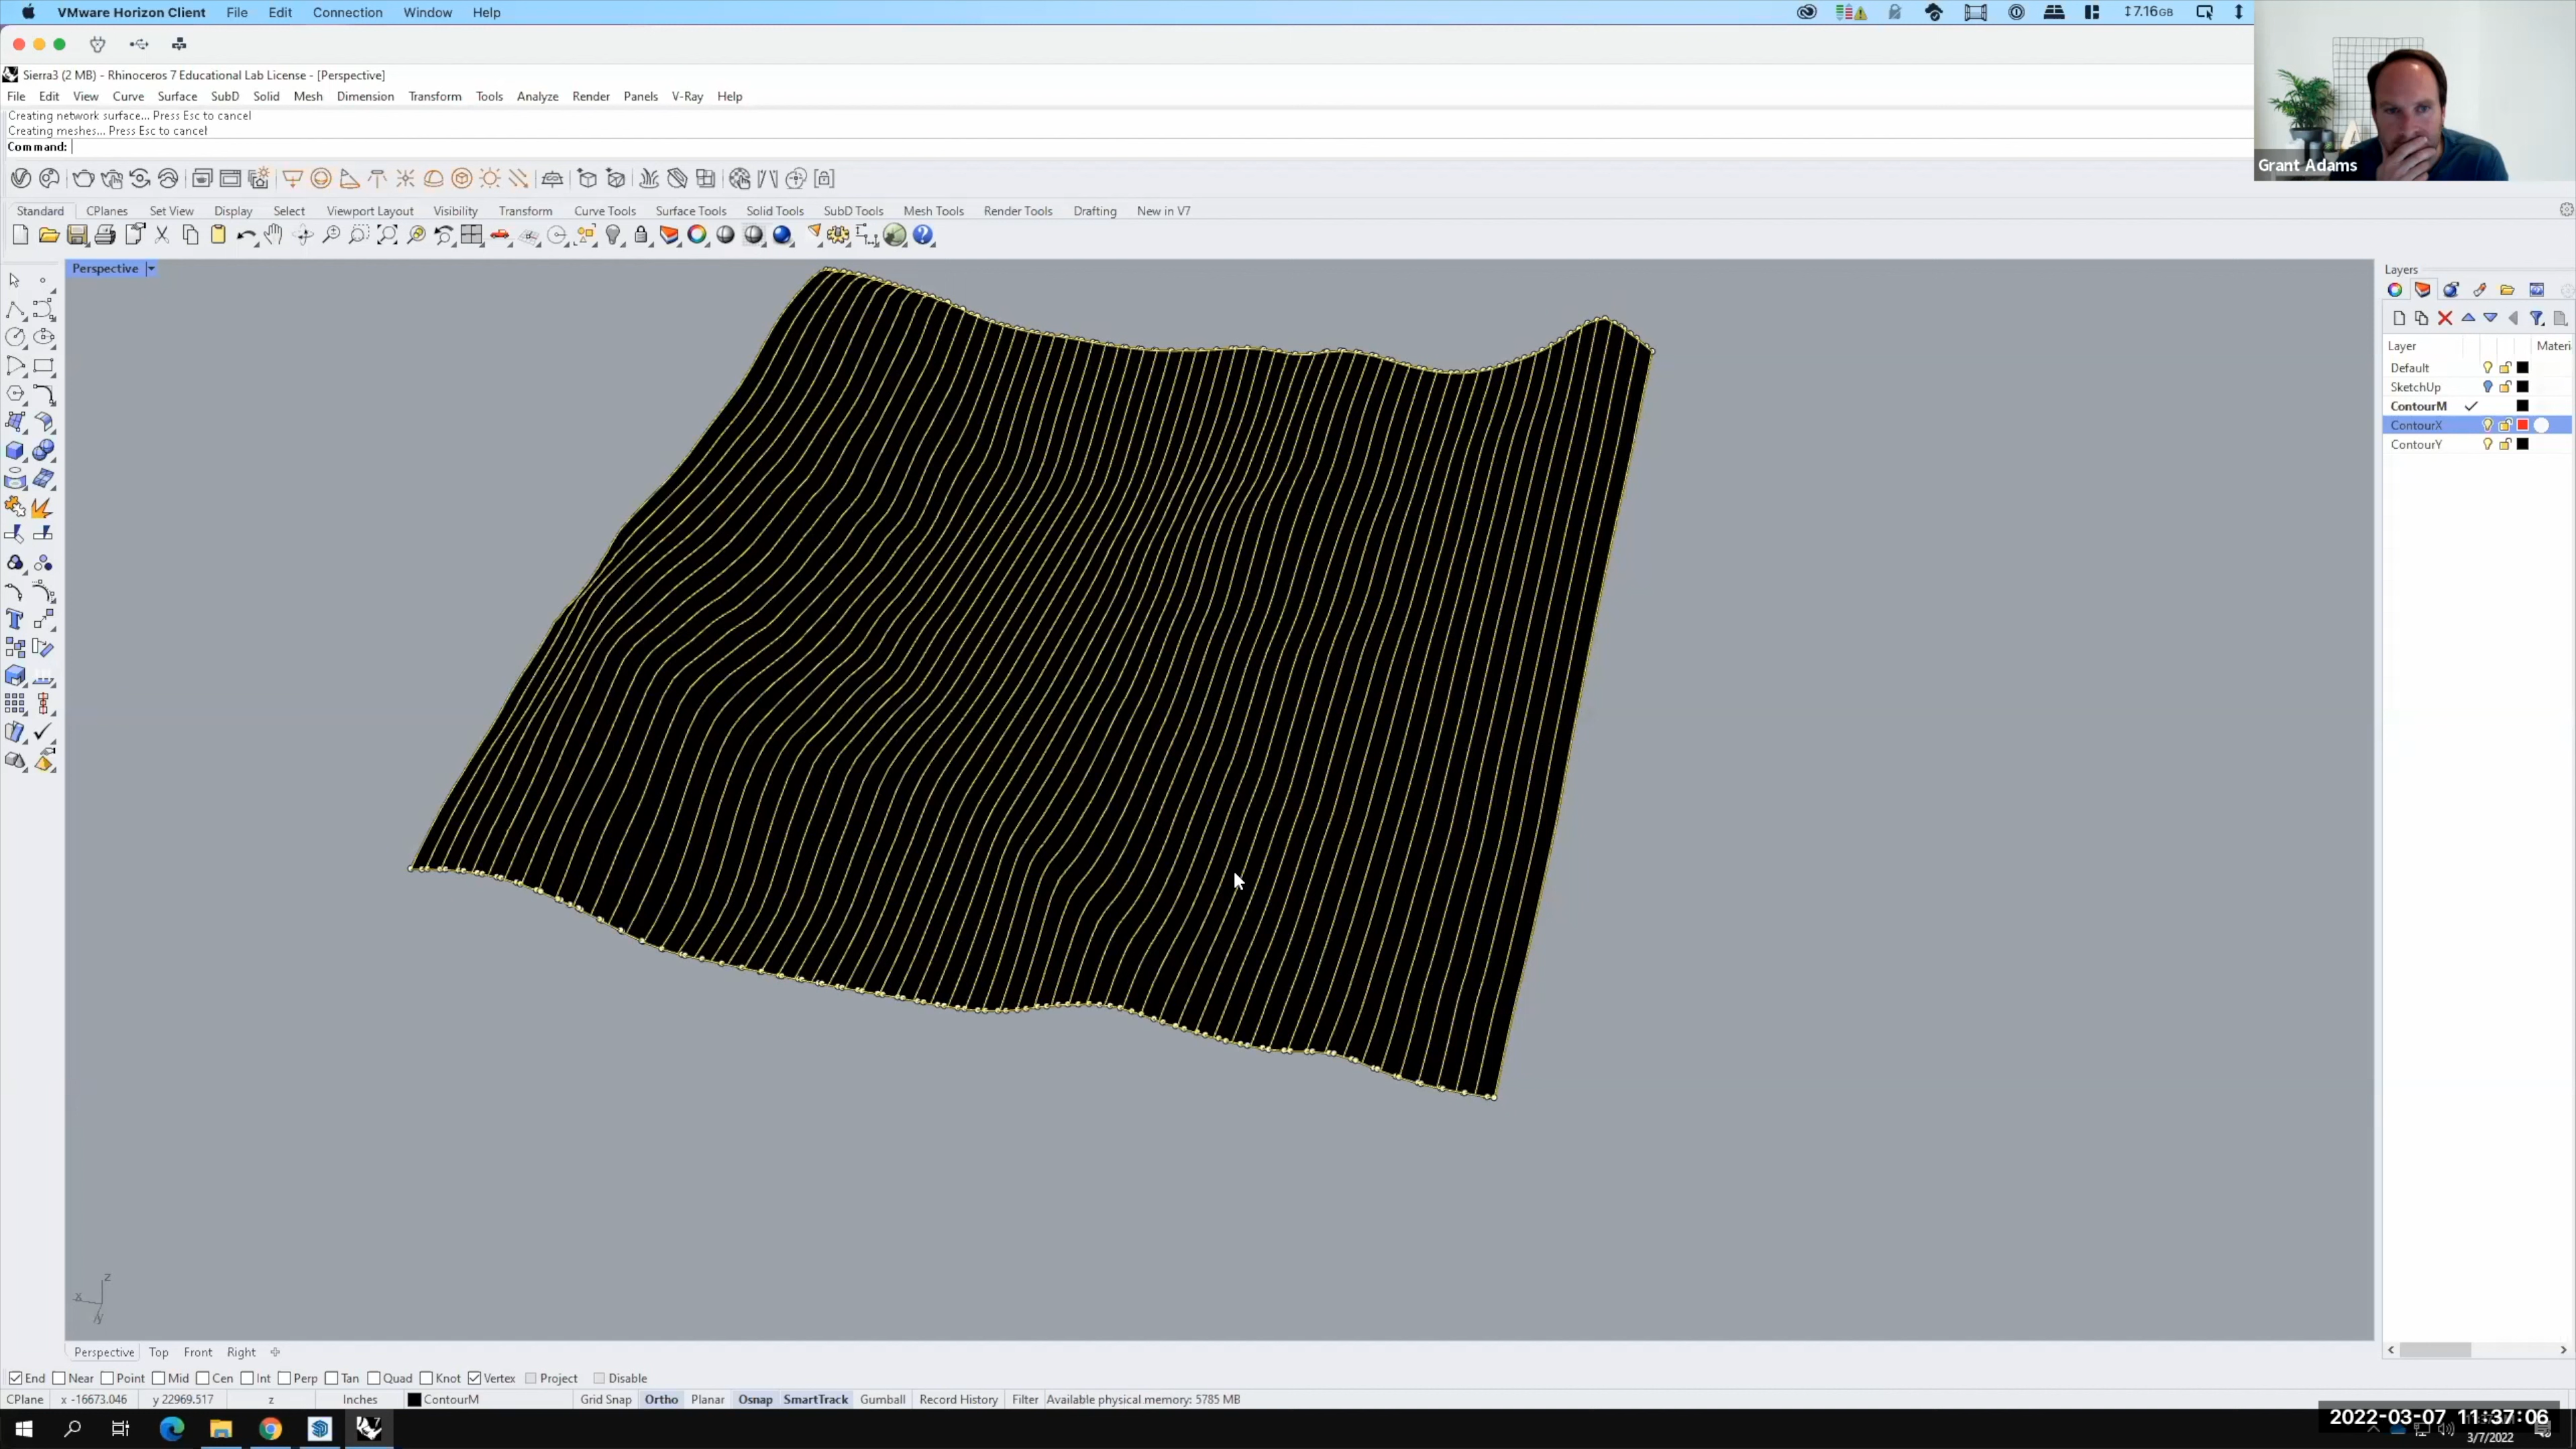 VMware Horizon Client File Edit Connection Window Help 7.16GB
Sierra3 (2 MB) - Rhinoceros 7 Educational Lab License - [Perspective]
File Edit View Curve Surface SubD Solid Mesh Dimension Transform Tools Analyze Render Panels V-Ray Help
Creating network surface... Press Esc to cancel
Creating meshes... Press Esc to cancel
Command:
Grant Adams
Standard CPlanes Set View Display Select Viewport Layout Visibility Transform Curve Tools Surface Tools Solid Tools SubD Tools Mesh Tools Render Tools Drafting New in V7
Perspective
Layers
Layer Materi
Default
SketchUp
ContourM
ContourX
ContourY
z
x
y
Perspective Top Front Right
End Near Point Mid Cen Int Perp Tan Quad Knot Vertex Project Disable
CPlane x -16673.046 y 22969.517 z Inches ContourM Grid Snap Ortho Planar Osnap SmartTrack Gumball Record History Filter Available physical memory: 5785 MB
2022-03-07 11:37:06
3/7/2022